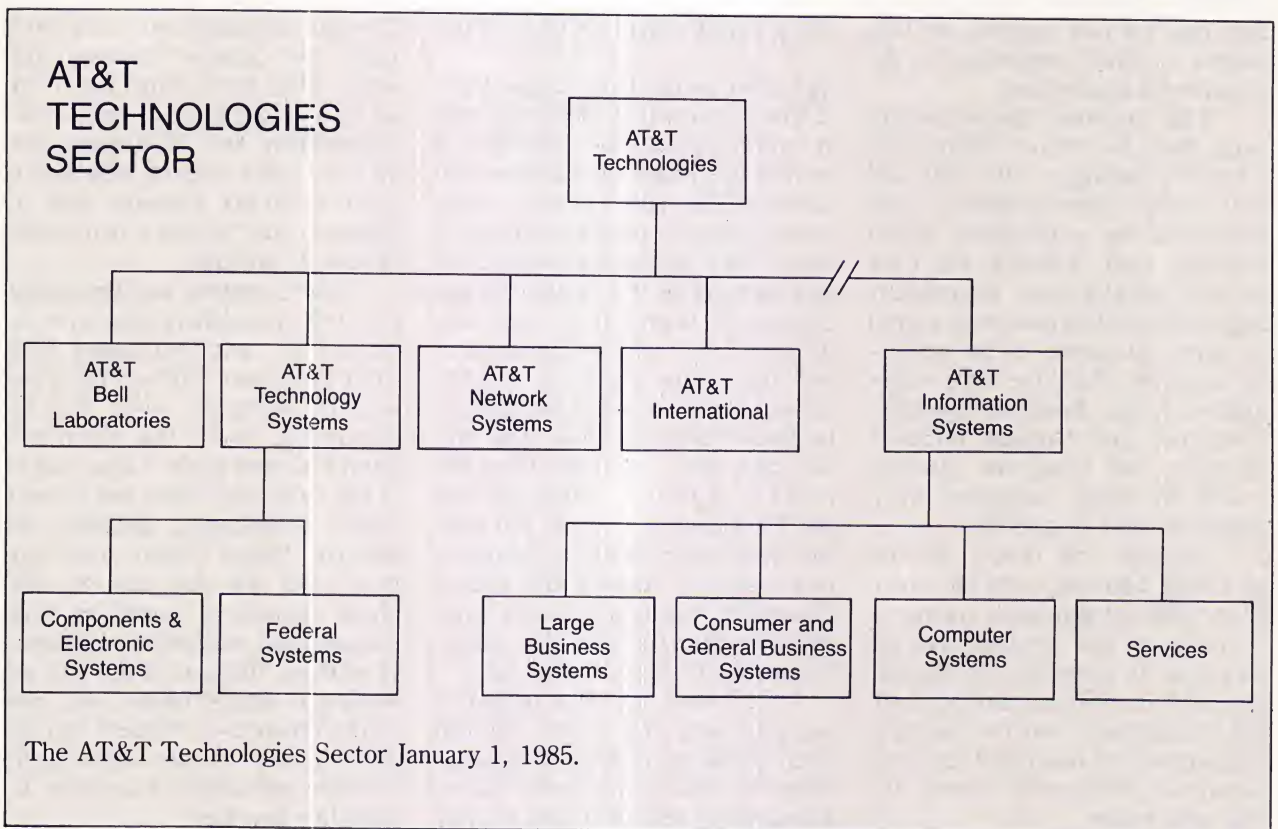 AT&T
TECHNOLOGIES
SECTOR
AT&T
Technologies
AT&T
Bell
Laboratories
AT&T
Technology
Systems
AT&T
Network
Systems
AT&T
International
AT&T
Information
Systems
Components &
Electronic
Systems
Federal
Systems
Large
Business
Systems
Consumer and
General Business
Systems
Computer
Systems
Services
The AT&T Technologies Sector January 1, 1985.